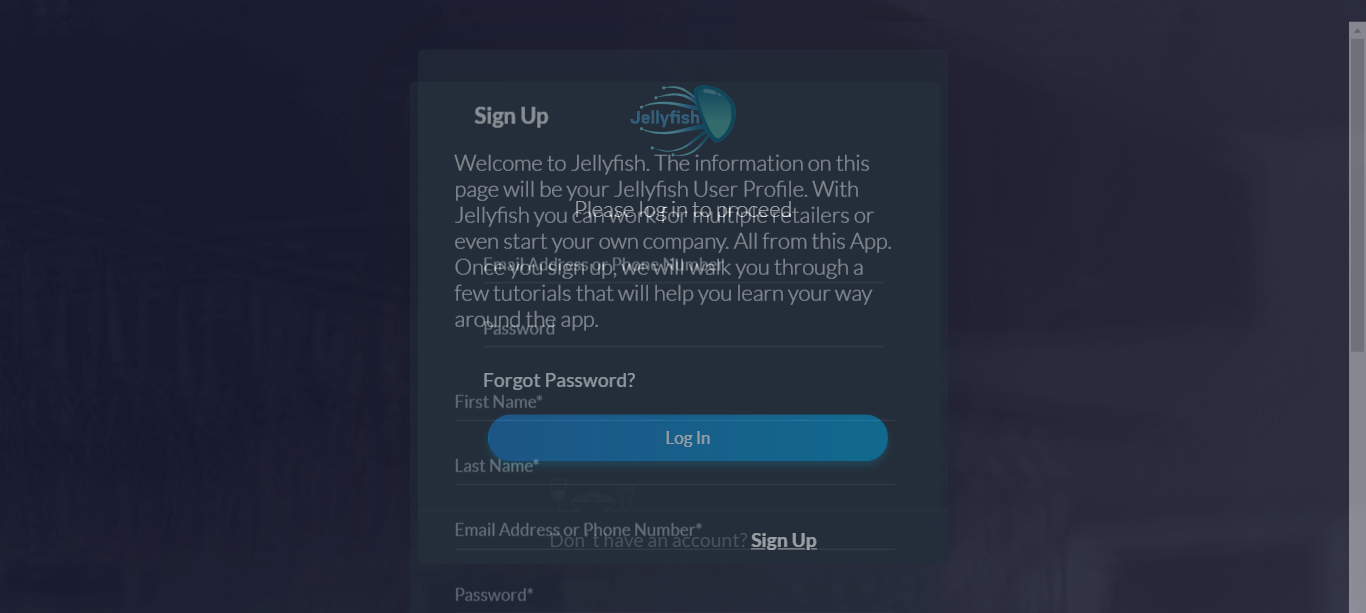 Sign Up
Jellyfish
Welcome to Jellyfish. The information on this
page will be your Jellyfish User Profile. With
Please log in to proceed
Jellyfish you can work for multiple retailers or
even start your own company. All from this App.
Email Address or Phone Number
Once you sign up, we will walk you through a
few tutorials that will help you learn your way
around the app.
Password
Forgot Password?
First Name*
Log In
Last Name*
Email Address or Phone Number*
Don't have an account? Sign Up
Password*